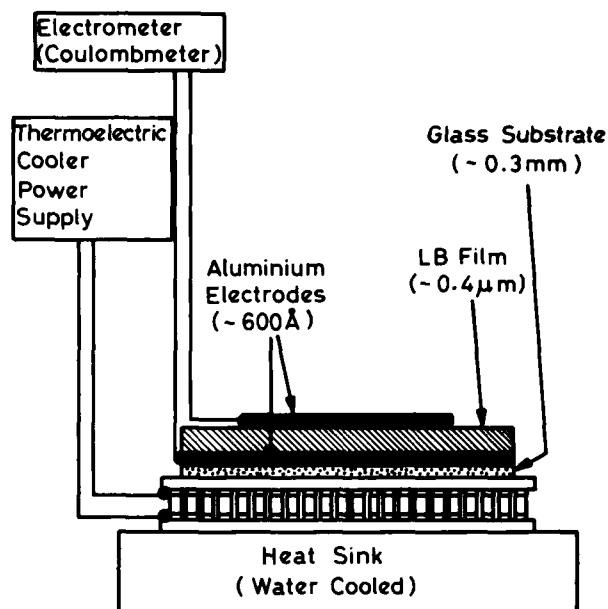 Electrometer
(Coulombmeter)
Thermoelectric
Cooler
Power
Supply
Glass Substrate
(~0.3mm)
Aluminium
Electrodes
(~600Å)
LB Film
(~0.4μm)
Heat Sink
(Water Cooled)